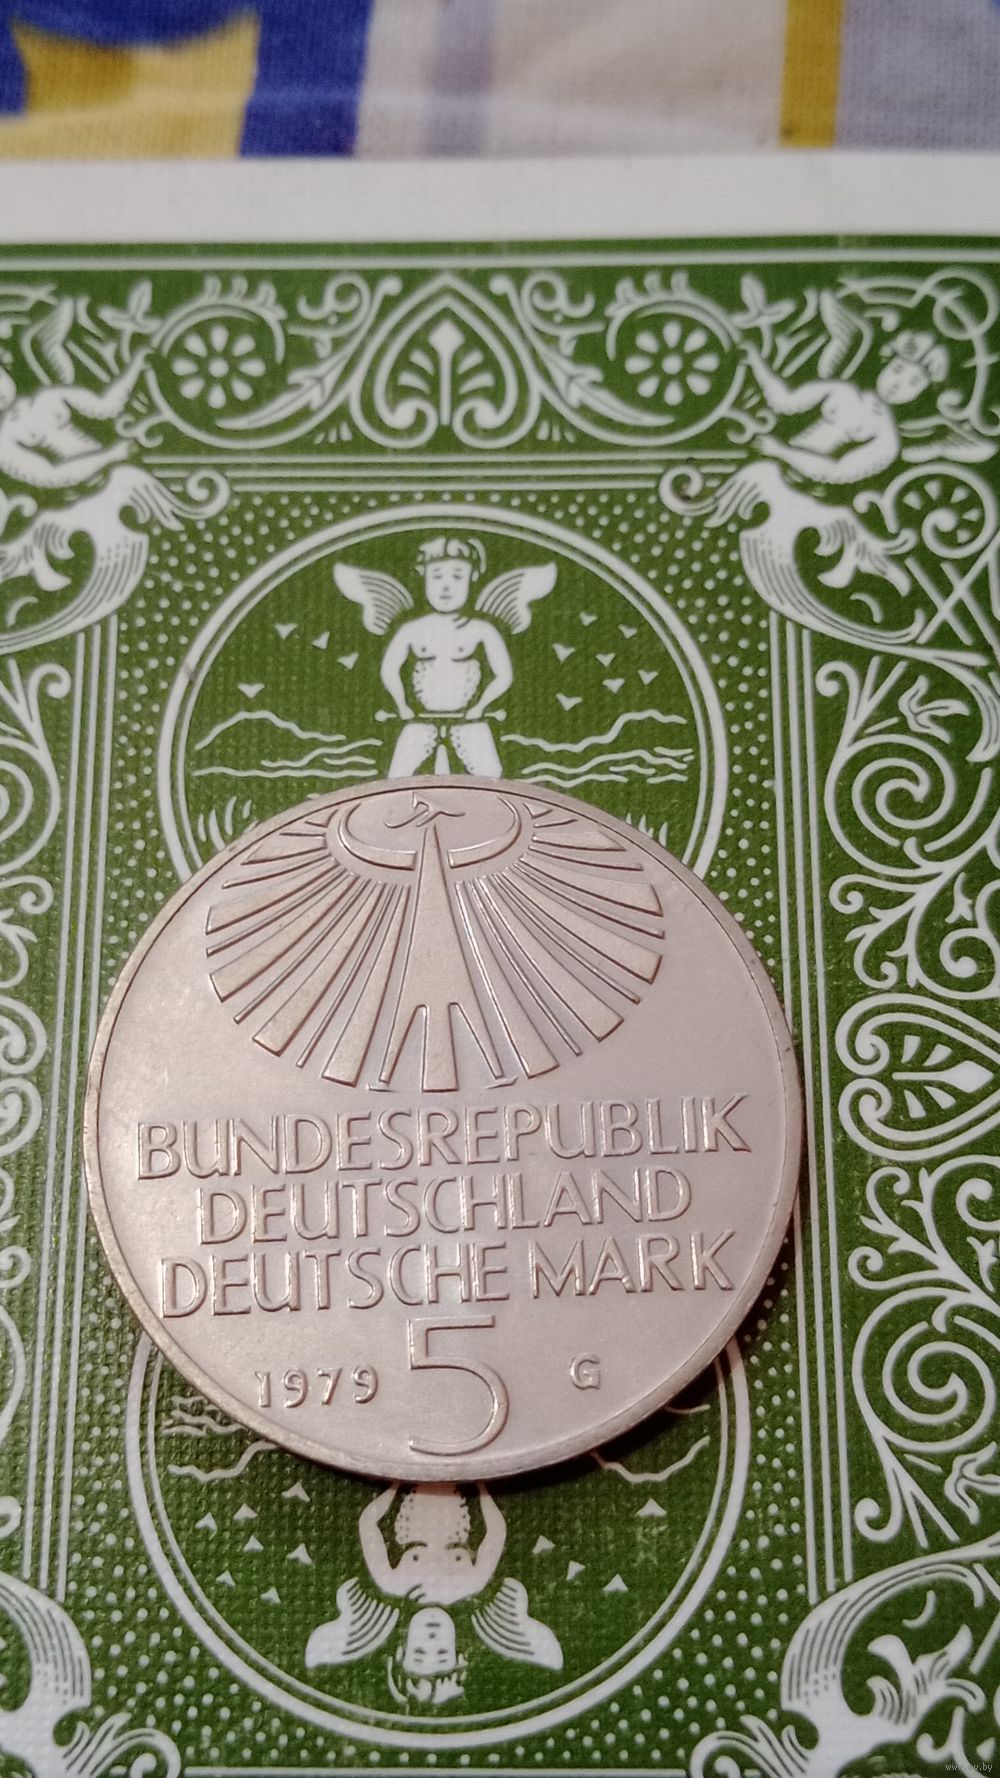 BUNDESREPUBLIK
DEUTSCHLAND
DEUTSCHE MARK
1979 5 G